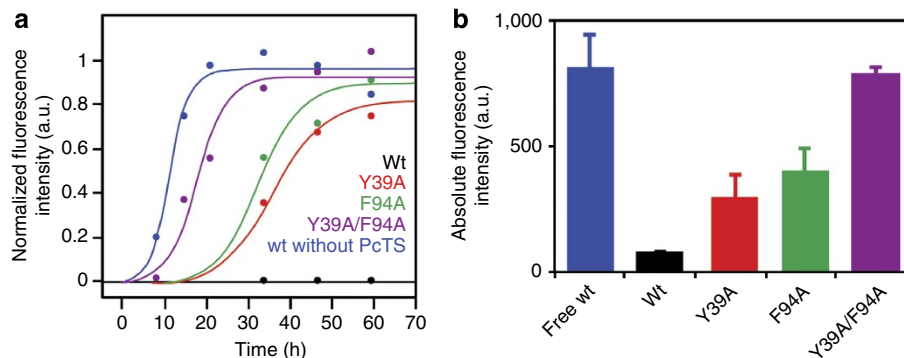 a
Normalized fluorescence
intensity (a.u.)
1
0.8
0.6
0.4
0.2
0
0 10 20 30 40 50 60 70
Time (h)
Wt
Y39A
F94A
Y39A/F94A
wt without PcTS
b
Absolute fluorescence
intensity (a.u.)
1,000
500
0
Free wt
Wt
Y39A
F94A
Y39A/F94A